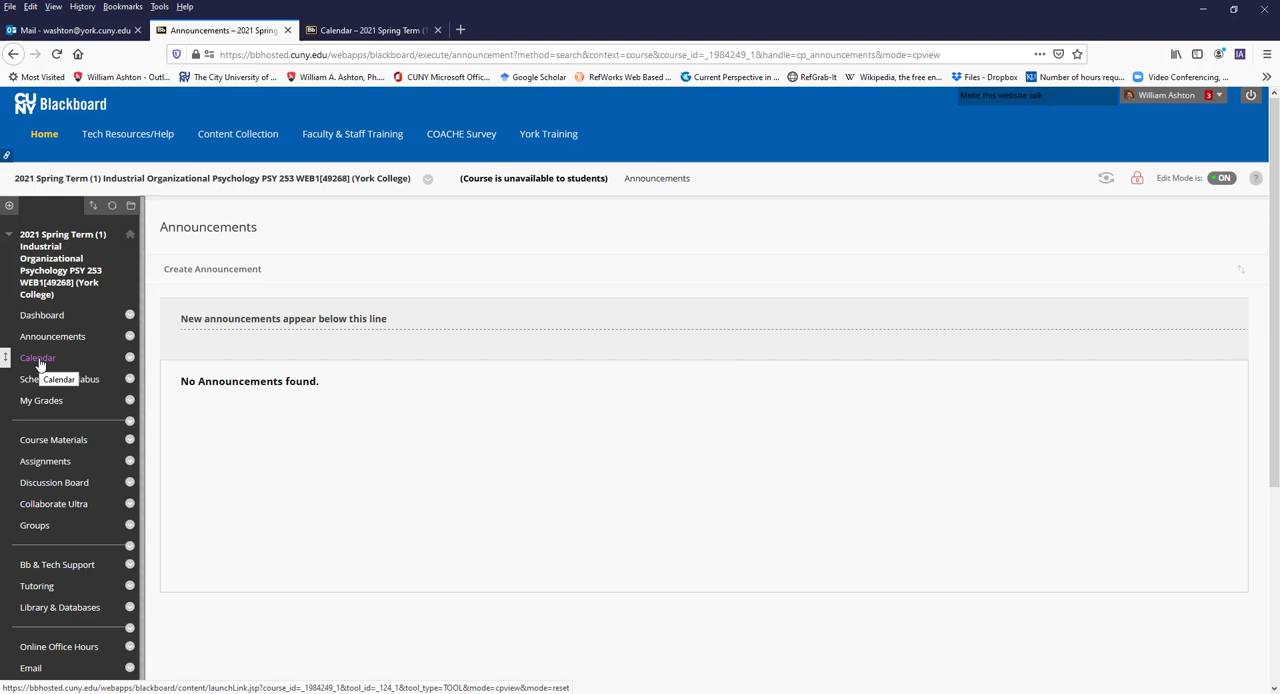 File Edit View History Bookmarks Tools Help
Mail - washton@york.cuny.edu
Announcements – 2021 Spring
Calendar – 2021 Spring Term (
https://bbhosted.cuny.edu/webapps/blackboard/execute/announcement?method=search&context=course&course_id=_1984249_1&handle=cp_announcements&mode=cpview
Most Visited William Ashton - Outl... The City University of ... William A. Ashton, Ph.... CUNY Microsoft Offic... Google Scholar RefWorks Web Based ... Current Perspective in ... RefGrab-It Wikipedia, the free en... Files - Dropbox Number of hours requ... Video Conferencing, ...
CU NY Blackboard
Make this website talk
William Ashton 3
Home Tech Resources/Help Content Collection Faculty & Staff Training COACHE Survey York Training
2021 Spring Term (1) Industrial Organizational Psychology PSY 253 WEB1[49268] (York College) (Course is unavailable to students) Announcements
Edit Mode is: ON ?
2021 Spring Term (1)
Industrial
Organizational
Psychology PSY 253
WEB1[49268] (York
College)
Dashboard
Announcements
Calendar
Calendar
My Grades
Course Materials
Assignments
Discussion Board
Collaborate Ultra
Groups
Bb & Tech Support
Tutoring
Library & Databases
Online Office Hours
Email
Announcements
Create Announcement
New announcements appear below this line
No Announcements found.
https://bbhosted.cuny.edu/webapps/blackboard/content/launchLink.jsp?course_id=_1984249_1&tool_id=_124_1&tool_type=TOOL&mode=cpview&mode=reset